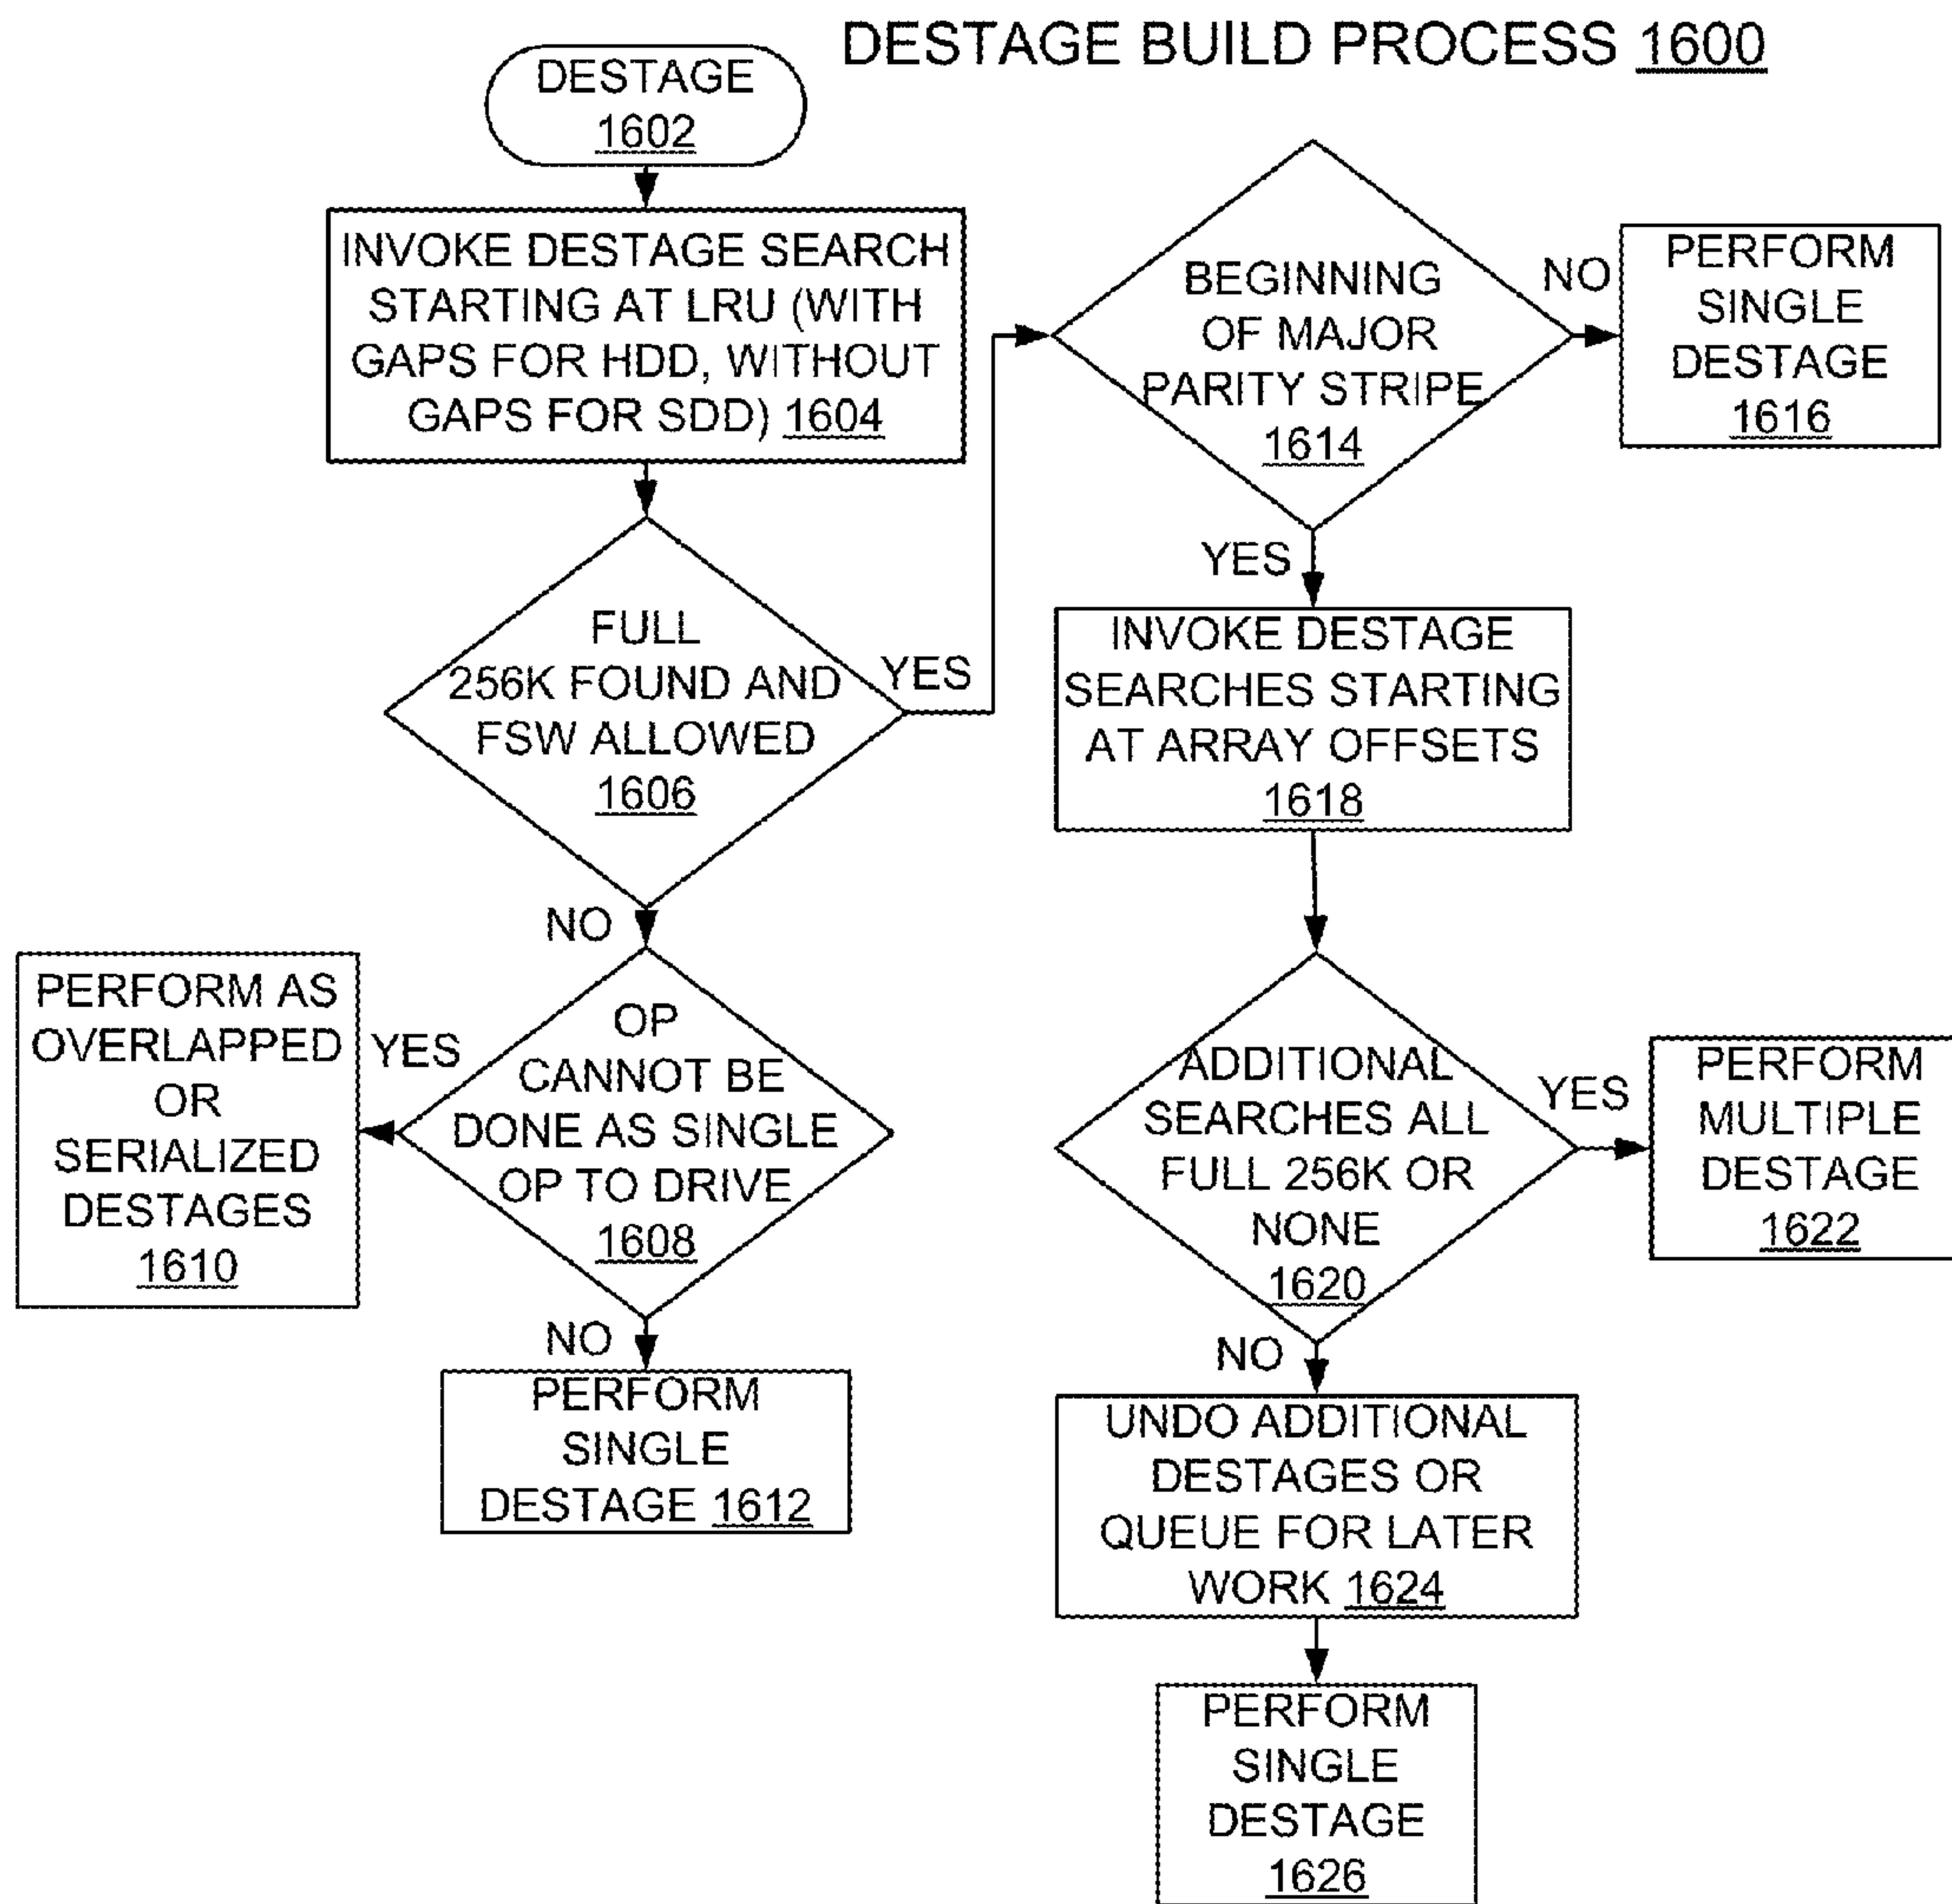 DESTAGE BUILD PROCESS 1600
DESTAGE
1602
INVOKE DESTAGE SEARCH
STARTING AT LRU (WITH
GAPS FOR HDD, WITHOUT
GAPS FOR SDD) 1604
FULL
256K FOUND AND
FSW ALLOWED
1606
YES
NO
OP
CANNOT BE
DONE AS SINGLE
OP TO DRIVE
1608
YES
PERFORM AS
OVERLAPPED
OR
SERIALIZED
DESTAGES
1610
NO
PERFORM
SINGLE
DESTAGE 1612
BEGINNING
OF MAJOR
PARITY STRIPE
1614
NO
PERFORM
SINGLE
DESTAGE
1616
YES
INVOKE DESTAGE
SEARCHES STARTING
AT ARRAY OFFSETS
1618
ADDITIONAL
SEARCHES ALL
FULL 256K OR
NONE
1620
YES
PERFORM
MULTIPLE
DESTAGE
1622
NO
UNDO ADDITIONAL
DESTAGES OR
QUEUE FOR LATER
WORK 1624
PERFORM
SINGLE
DESTAGE
1626